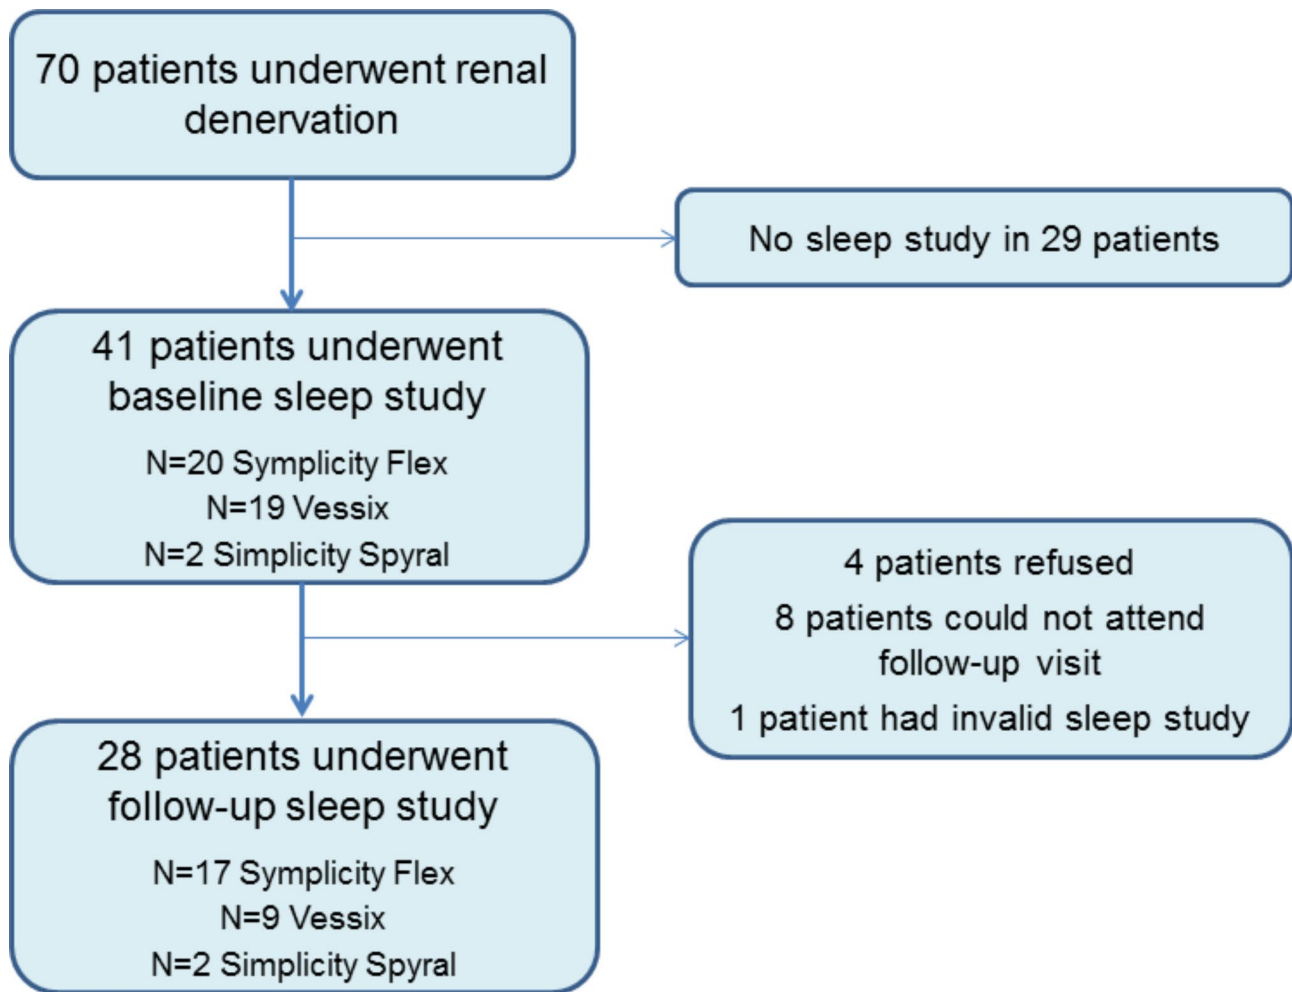 70 patients underwent renal
denervation
No sleep study in 29 patients
41 patients underwent
baseline sleep study
N=20 Symplicity Flex
N=19 Vessix
N=2 Simplicity Spyral
4 patients refused
8 patients could not attend
follow-up visit
1 patient had invalid sleep study
28 patients underwent
follow-up sleep study
N=17 Symplicity Flex
N=9 Vessix
N=2 Simplicity Spyral